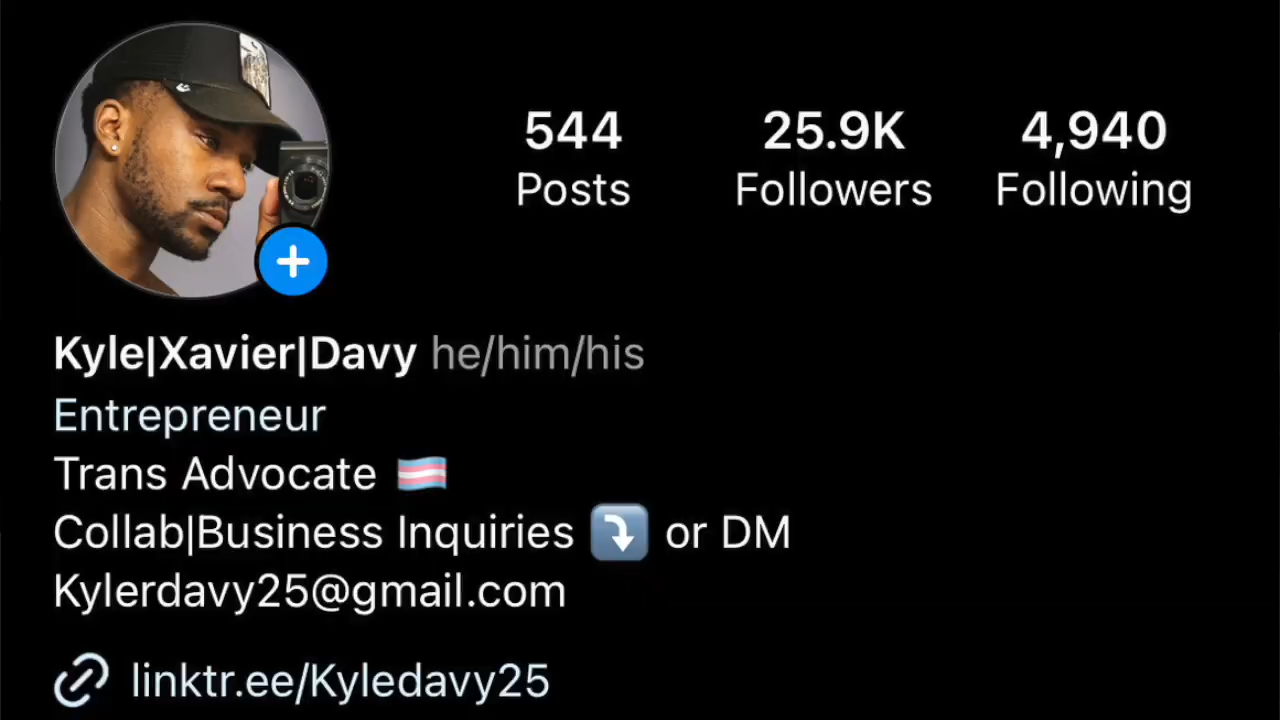 544 25.9K 4,940
Posts Followers Following
Kyle|Xavier|Davy he/him/his
Entrepreneur
Trans Advocate 🏳️‍⚧️
Collab|Business Inquiries ⤵️ or DM
Kylerdavy25@gmail.com
linktr.ee/Kyledavy25